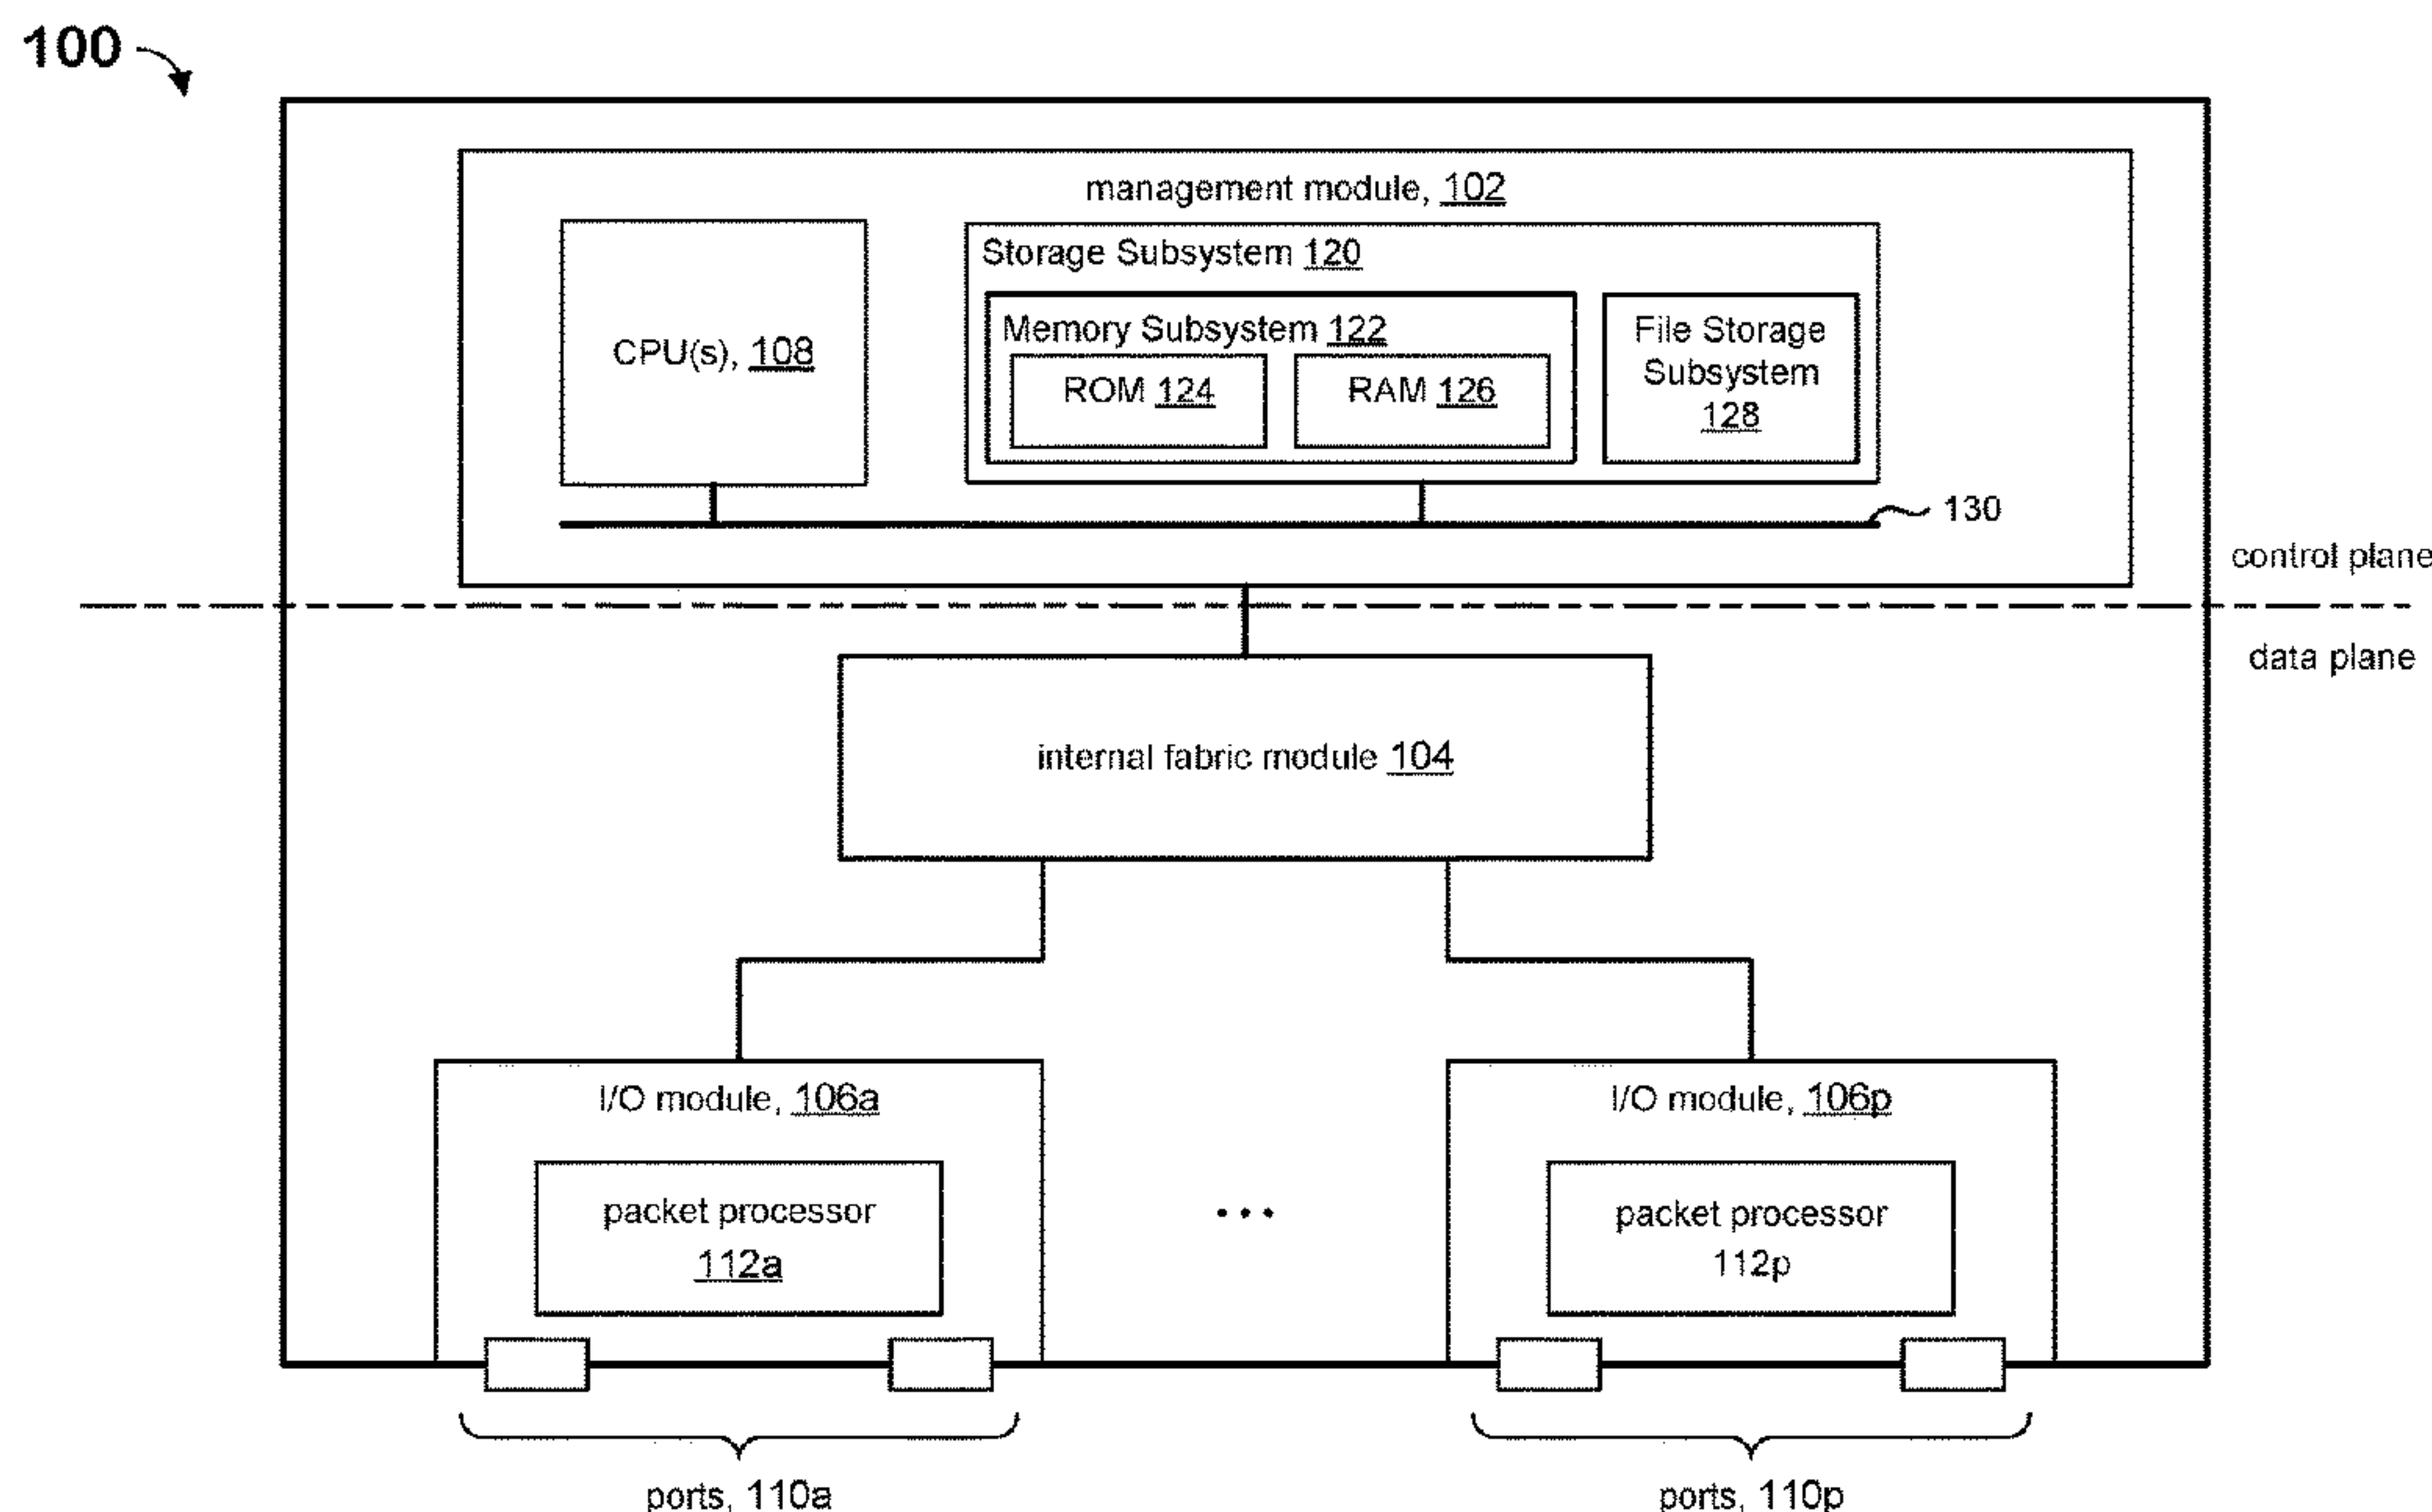 100
management module, 102
CPU(s), 108
Storage Subsystem 120
Memory Subsystem 122
ROM 124
RAM 126
File Storage
Subsystem
128
130
control plane
data plane
internal fabric module 104
I/O module, 106a
packet processor
112a
...
I/O module, 106p
packet processor
112p
ports, 110a
ports, 110p